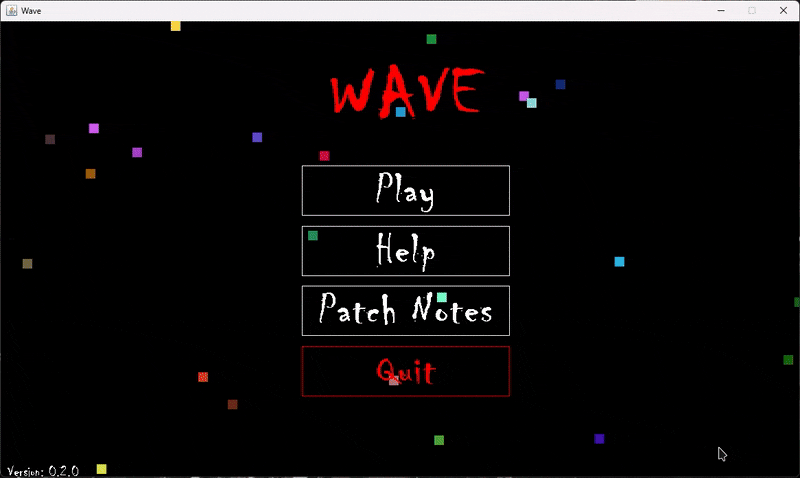 Wave
WAVE
Play
Help
Patch Notes
Quit
Version: 0.2.0